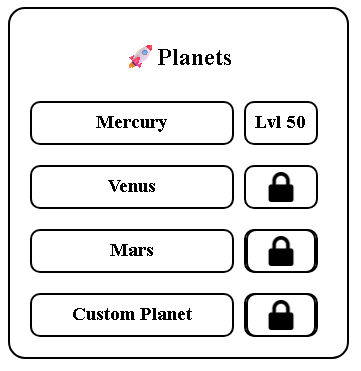 🚀 Planets
Mercury Lvl 50
Venus
Mars
Custom Planet